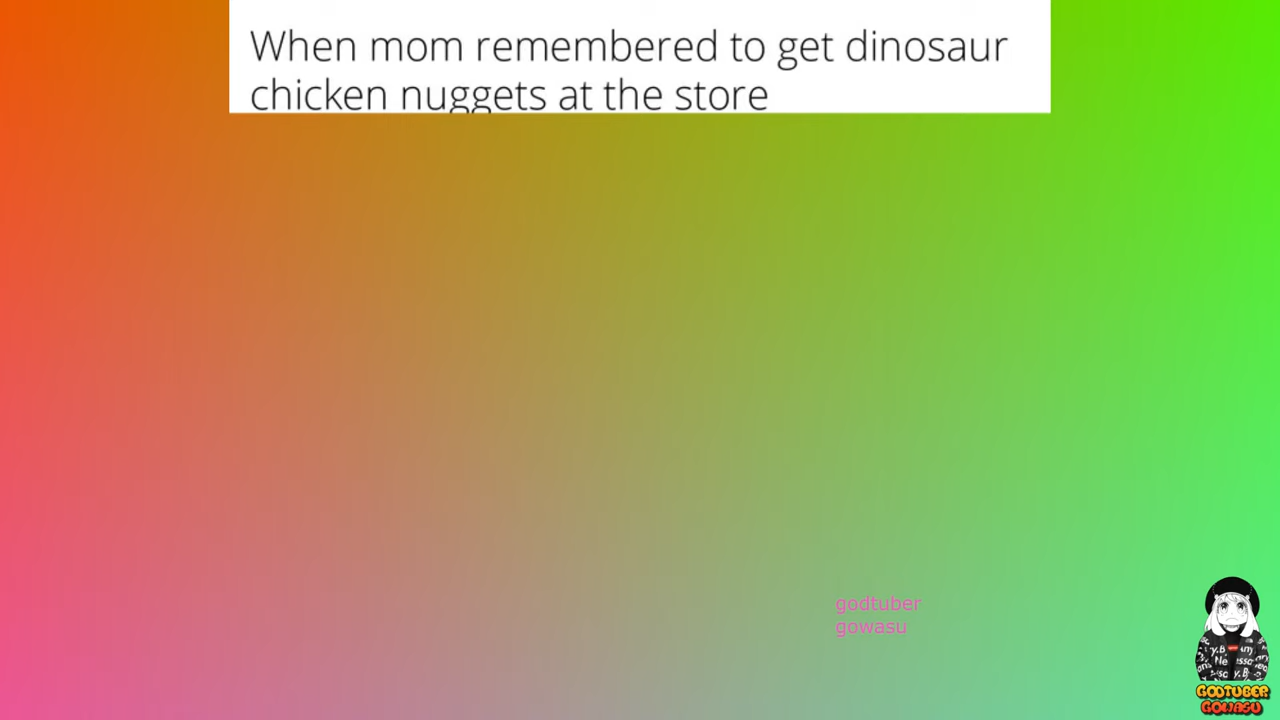 When mom remembered to get dinosaur
chicken nuggets at the store
godtuber
gowasu
GODTUBER
GOWASU